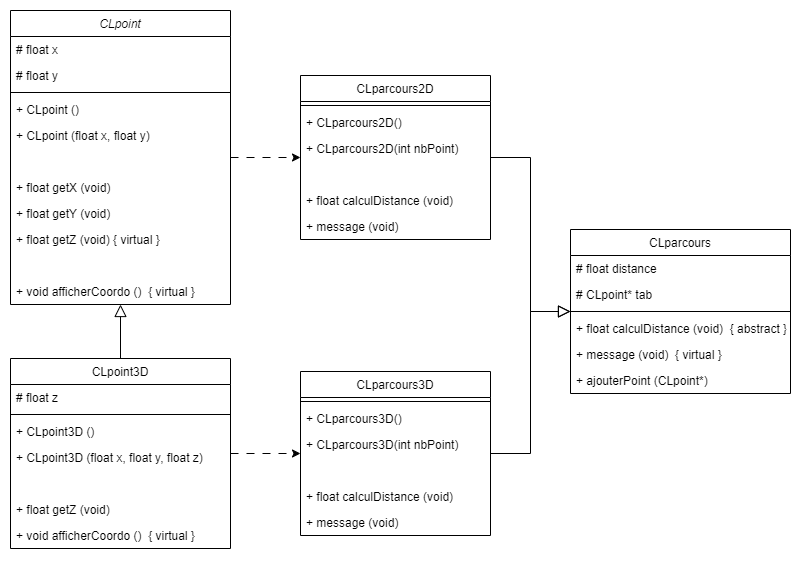 CLpoint
# float x
# float y
+ CLpoint ()
+ CLpoint (float x, float y)
+ float getX (void)
+ float getY (void)
+ float getZ (void) { virtual }
+ void afficherCoordo ()  { virtual }
CLpoint3D
# float z
+ CLpoint3D ()
+ CLpoint3D (float x, float y, float z)
+ float getZ (void)
+ void afficherCoordo ()  { virtual }
CLparcours2D
+ CLparcours2D()
+ CLparcours2D(int nbPoint)
+ float calculDistance (void)
+ message (void)
CLparcours3D
+ CLparcours3D()
+ CLparcours3D(int nbPoint)
+ float calculDistance (void)
+ message (void)
CLparcours
# float distance
# CLpoint* tab
+ float calculDistance (void)  { abstract }
+ message (void)  { virtual }
+ ajouterPoint (CLpoint*)